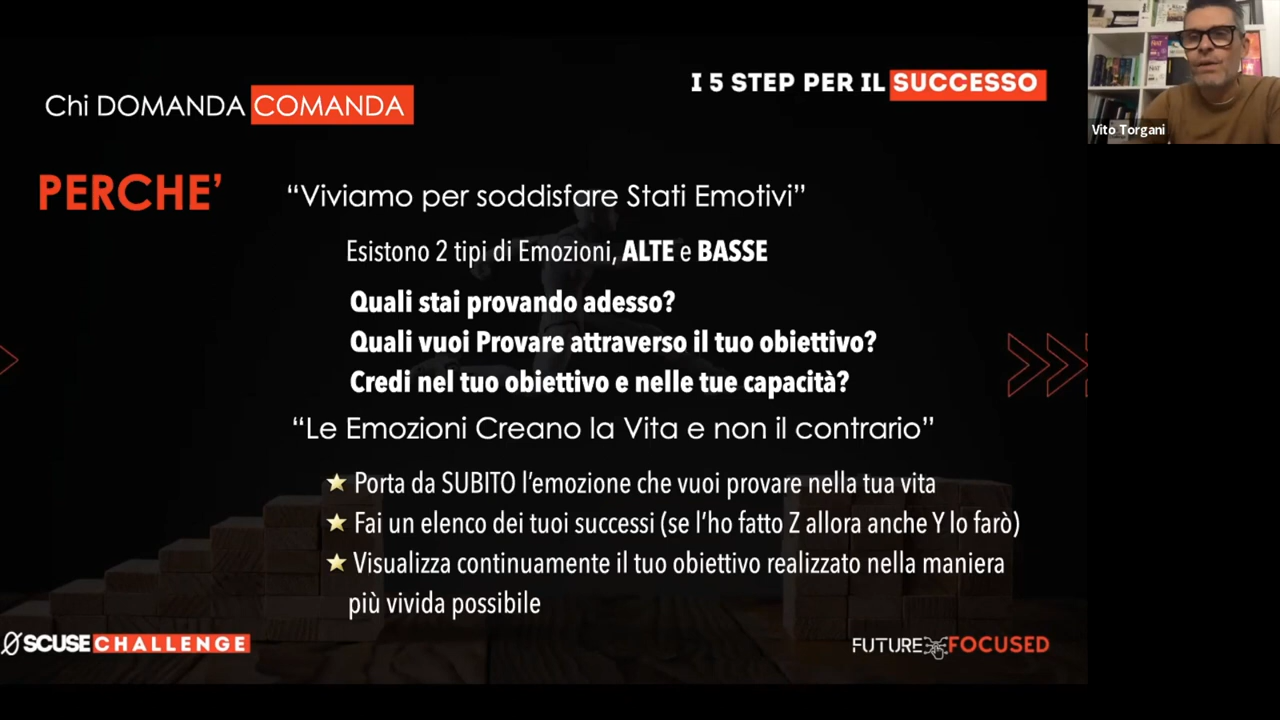 Chi DOMANDA COMANDA
I 5 STEP PER IL SUCCESSO
Vito Torgani
PERCHE’
“Viviamo per soddisfare Stati Emotivi”
Esistono 2 tipi di Emozioni, ALTE e BASSE
Quali stai provando adesso?
Quali vuoi Provare attraverso il tuo obiettivo?
Credi nel tuo obiettivo e nelle tue capacità?
“Le Emozioni Creano la Vita e non il contrario”
Porta da SUBITO l’emozione che vuoi provare nella tua vita
Fai un elenco dei tuoi successi (se l’ho fatto Z allora anche Y lo farò)
Visualizza continuamente il tuo obiettivo realizzato nella maniera
più vivida possibile
Ø SCUSE CHALLENGE
FUTURE FOCUSED